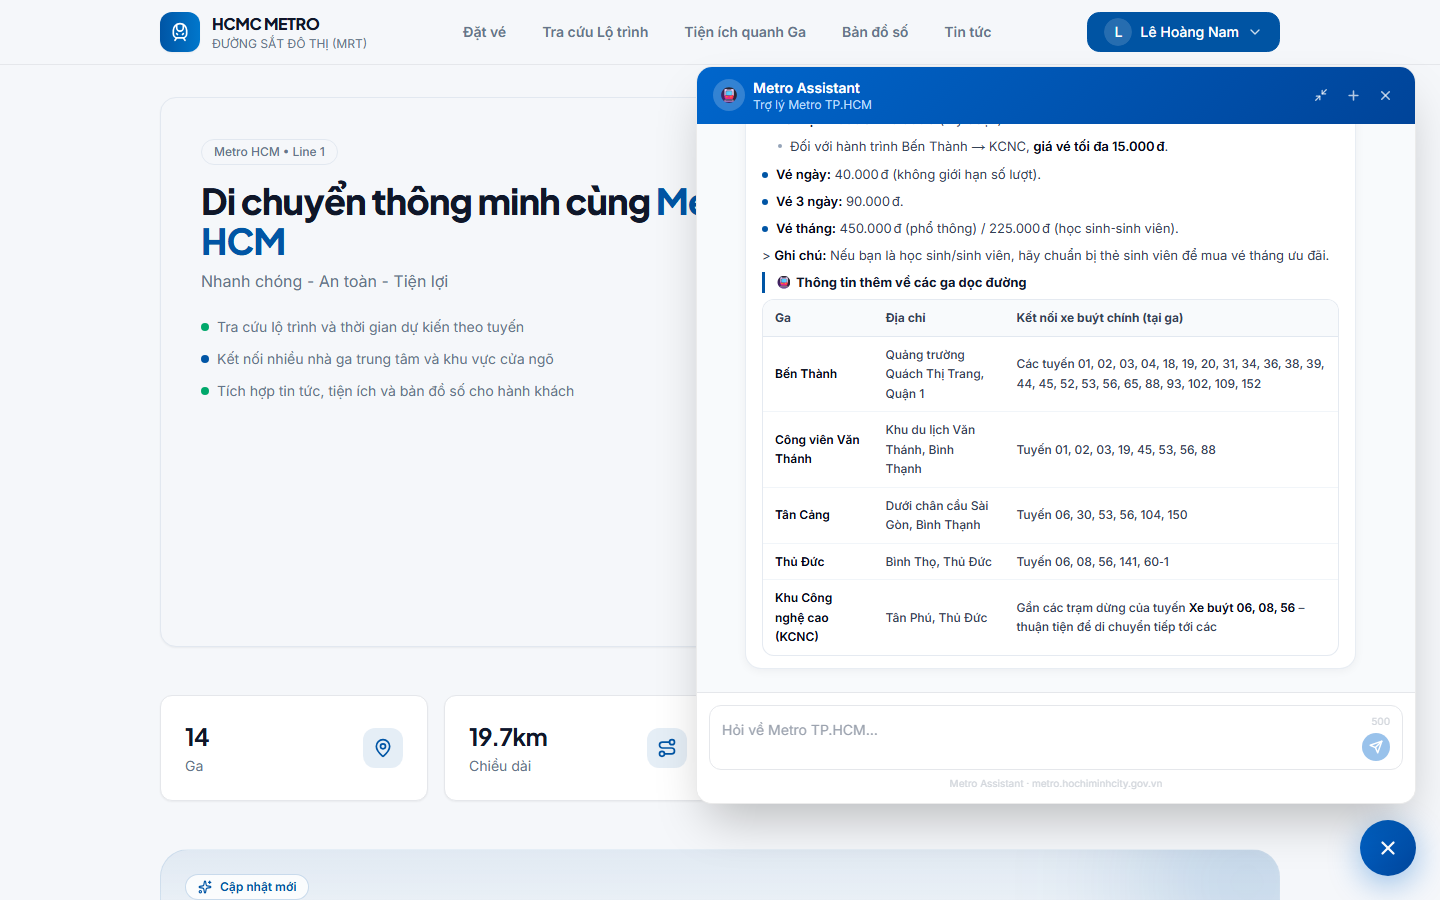 HCMC METRO
ĐƯỜNG SẮT ĐÔ THỊ (MRT)
Đặt vé
Tra cứu Lộ trình
Tiện ích quanh Ga
Bản đồ số
Tin tức
L
Lê Hoàng Nam
Metro HCM • Line 1
Di chuyển thông minh cùng Me
HCM
Nhanh chóng - An toàn - Tiện lợi
Tra cứu lộ trình và thời gian dự kiến theo tuyến
Kết nối nhiều nhà ga trung tâm và khu vực cửa ngõ
Tích hợp tin tức, tiện ích và bản đồ số cho hành khách
14
Ga
19.7km
Chiều dài
Cập nhật mới
Metro Assistant
Trợ lý Metro TP.HCM
Đối với hành trình Bến Thành → KCNC, giá vé tối đa 15.000 đ.
Vé ngày: 40.000 đ (không giới hạn số lượt).
Vé 3 ngày: 90.000 đ.
Vé tháng: 450.000 đ (phổ thông) / 225.000 đ (học sinh-sinh viên).
> Ghi chú: Nếu bạn là học sinh/sinh viên, hãy chuẩn bị thẻ sinh viên để mua vé tháng ưu đãi.
Thông tin thêm về các ga dọc đường
Ga
Địa chỉ
Kết nối xe buýt chính (tại ga)
Bến Thành
Quảng trường
Quách Thị Trang,
Quận 1
Các tuyến 01, 02, 03, 04, 18, 19, 20, 31, 34, 36, 38, 39,
44, 45, 52, 53, 56, 65, 88, 93, 102, 109, 152
Công viên Văn
Thánh
Khu du lịch Văn
Thánh, Bình
Thạnh
Tuyến 01, 02, 03, 19, 45, 53, 56, 88
Tân Cảng
Dưới chân cầu Sài
Gòn, Bình Thạnh
Tuyến 06, 30, 53, 56, 104, 150
Thủ Đức
Bình Thọ, Thủ Đức
Tuyến 06, 08, 56, 141, 60-1
Khu Công
nghệ cao
(KCNC)
Tân Phú, Thủ Đức
Gần các trạm dừng của tuyến Xe buýt 06, 08, 56 –
thuận tiện để di chuyển tiếp tới các
Hỏi về Metro TP.HCM...
500
Metro Assistant · metro.hochiminhcity.gov.vn